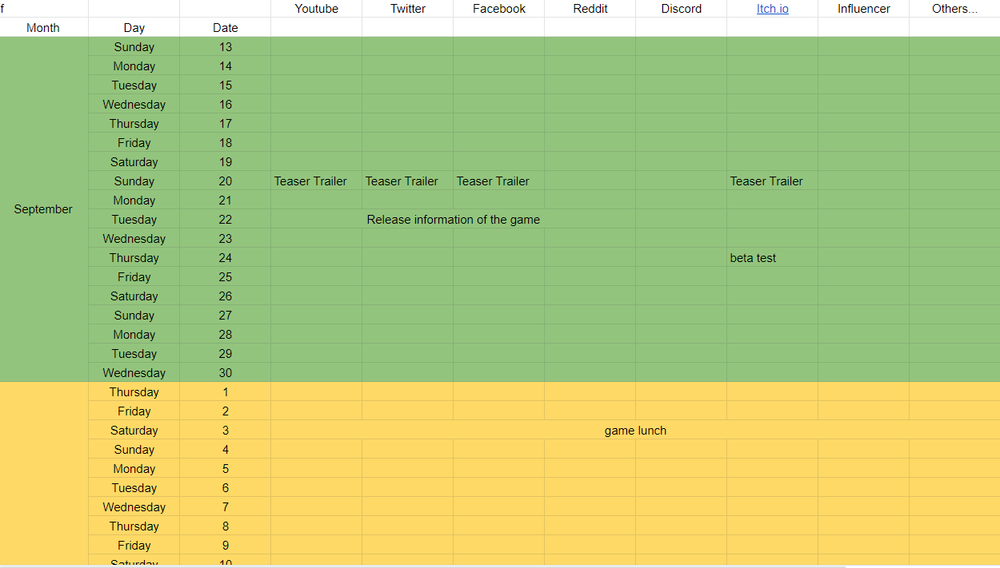 f Youtube Twitter Facebook Reddit Discord Itch.io Influencer Others...
Month Day Date
Sunday 13
Monday 14
Tuesday 15
Wednesday 16
Thursday 17
Friday 18
Saturday 19
Sunday 20 Teaser Trailer Teaser Trailer Teaser Trailer Teaser Trailer
Monday 21
September
Tuesday 22 Release information of the game
Wednesday 23
Thursday 24 beta test
Friday 25
Saturday 26
Sunday 27
Monday 28
Tuesday 29
Wednesday 30
Thursday 1
Friday 2
Saturday 3 game lunch
Sunday 4
Monday 5
Tuesday 6
Wednesday 7
Thursday 8
Friday 9
Saturday 10